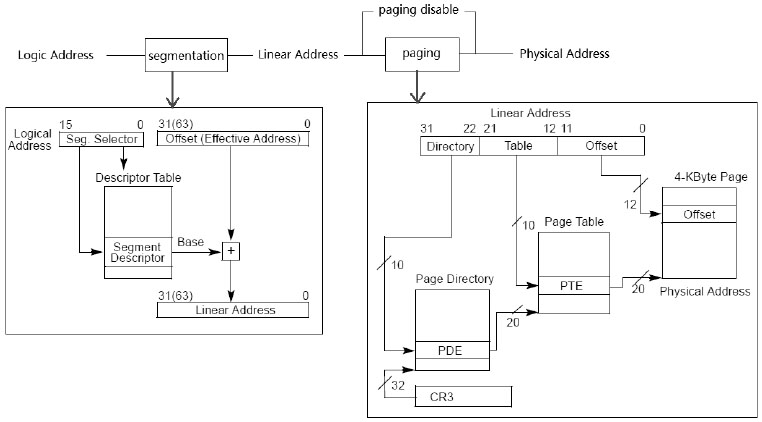 paging disable
Logic Address
segmentation
Linear Address
paging
Physical Address
15 0
31(63) 0
Logical
Address
Seg. Selector
Offset (Effective Address)
Descriptor Table
Segment
Descriptor
Base
+
31(63) 0
Linear Address
Linear Address
31 22 21 12 11 0
Directory Table Offset
4-KByte Page
12
Offset
10
Page Table
10
Page Directory
PTE
20
Physical Address
20
PDE
32
CR3